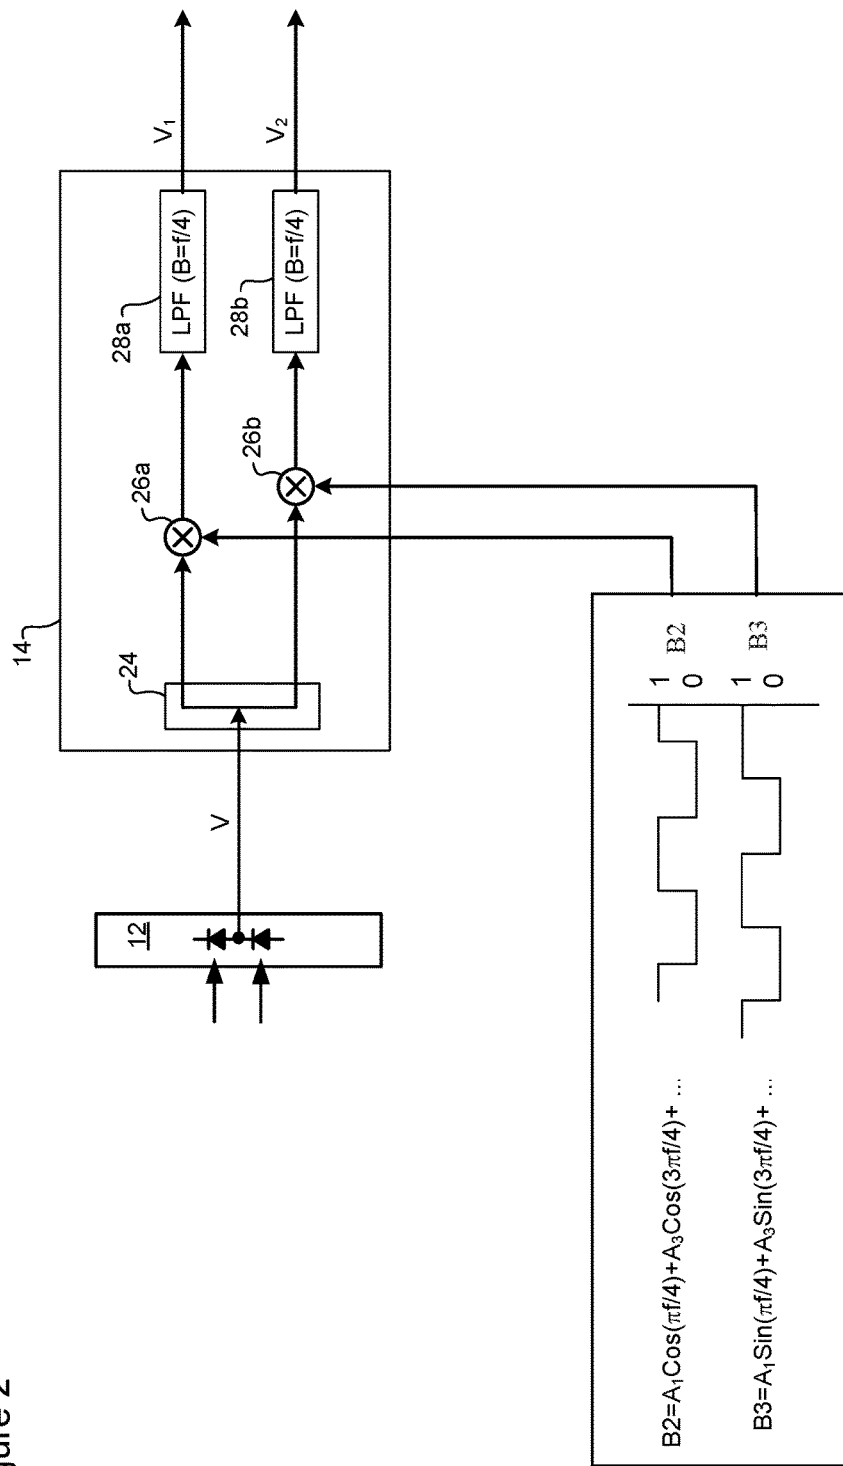 V₁
V₂
LPF (B=f/4)
LPF (B=f/4)
28a
28b
26a
26b
14
24
V
12
1
0
B2
1
0
B3
B2=A₁Cos(πf/4)+A₃Cos(3πf/4)+ ...
B3=A₁Sin(πf/4)+A₃Sin(3πf/4)+ ...
2